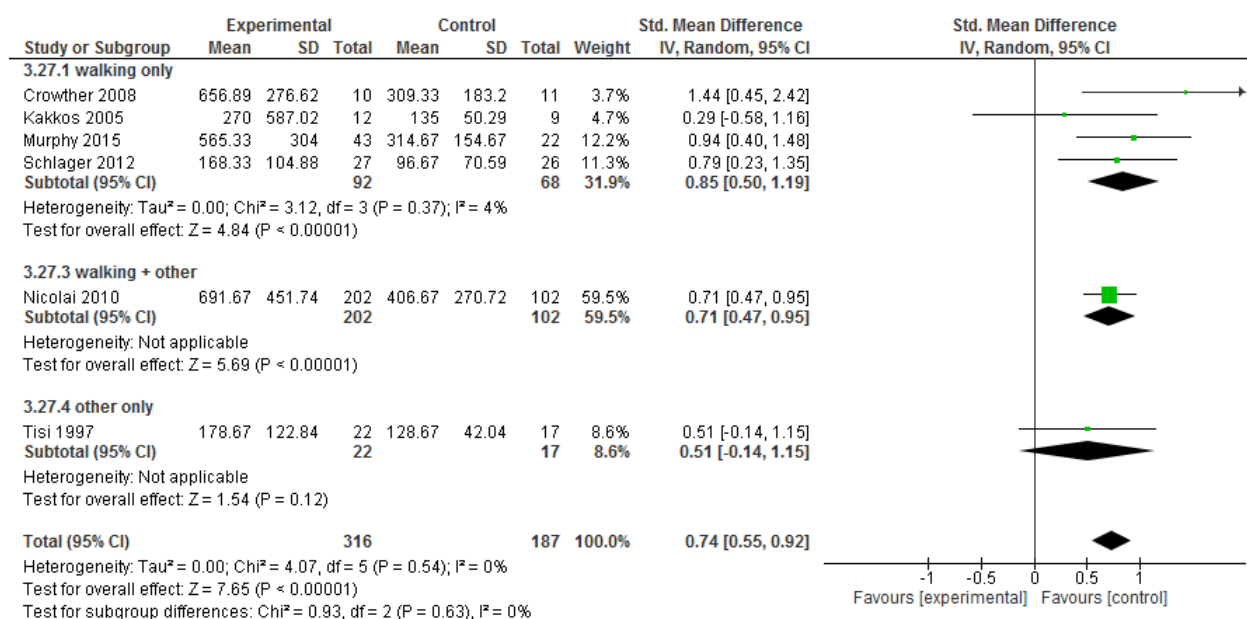 Experimental Control Std. Mean Difference Std. Mean Difference
Study or Subgroup Mean SD Total Mean SD Total Weight IV, Random, 95% CI IV, Random, 95% CI
3.27.1 walking only
Crowther 2008 656.89 276.62 10 309.33 183.2 11 3.7% 1.44 [0.45, 2.42]
Kakkos 2005 270 587.02 12 135 50.29 9 4.7% 0.29 [-0.58, 1.16]
Murphy 2015 565.33 304 43 314.67 154.67 22 12.2% 0.94 [0.40, 1.48]
Schlager 2012 168.33 104.88 27 96.67 70.59 26 11.3% 0.79 [0.23, 1.35]
Subtotal (95% CI) 92 68 31.9% 0.85 [0.50, 1.19]
Heterogeneity: Tau² = 0.00; Chi² = 3.12, df = 3 (P = 0.37); I² = 4%
Test for overall effect: Z = 4.84 (P < 0.00001)
3.27.3 walking + other
Nicolai 2010 691.67 451.74 202 406.67 270.72 102 59.5% 0.71 [0.47, 0.95]
Subtotal (95% CI) 202 102 59.5% 0.71 [0.47, 0.95]
Heterogeneity: Not applicable
Test for overall effect: Z = 5.69 (P < 0.00001)
3.27.4 other only
Tisi 1997 178.67 122.84 22 128.67 42.04 17 8.6% 0.51 [-0.14, 1.15]
Subtotal (95% CI) 22 17 8.6% 0.51 [-0.14, 1.15]
Heterogeneity: Not applicable
Test for overall effect: Z = 1.54 (P = 0.12)
Total (95% CI) 316 187 100.0% 0.74 [0.55, 0.92]
Heterogeneity: Tau² = 0.00; Chi² = 4.07, df = 5 (P = 0.54); I² = 0%
Test for overall effect: Z = 7.65 (P < 0.00001)
Test for subgroup differences: Chi² = 0.93, df = 2 (P = 0.63), I² = 0%
-1 -0.5 0 0.5 1
Favours [experimental] Favours [control]